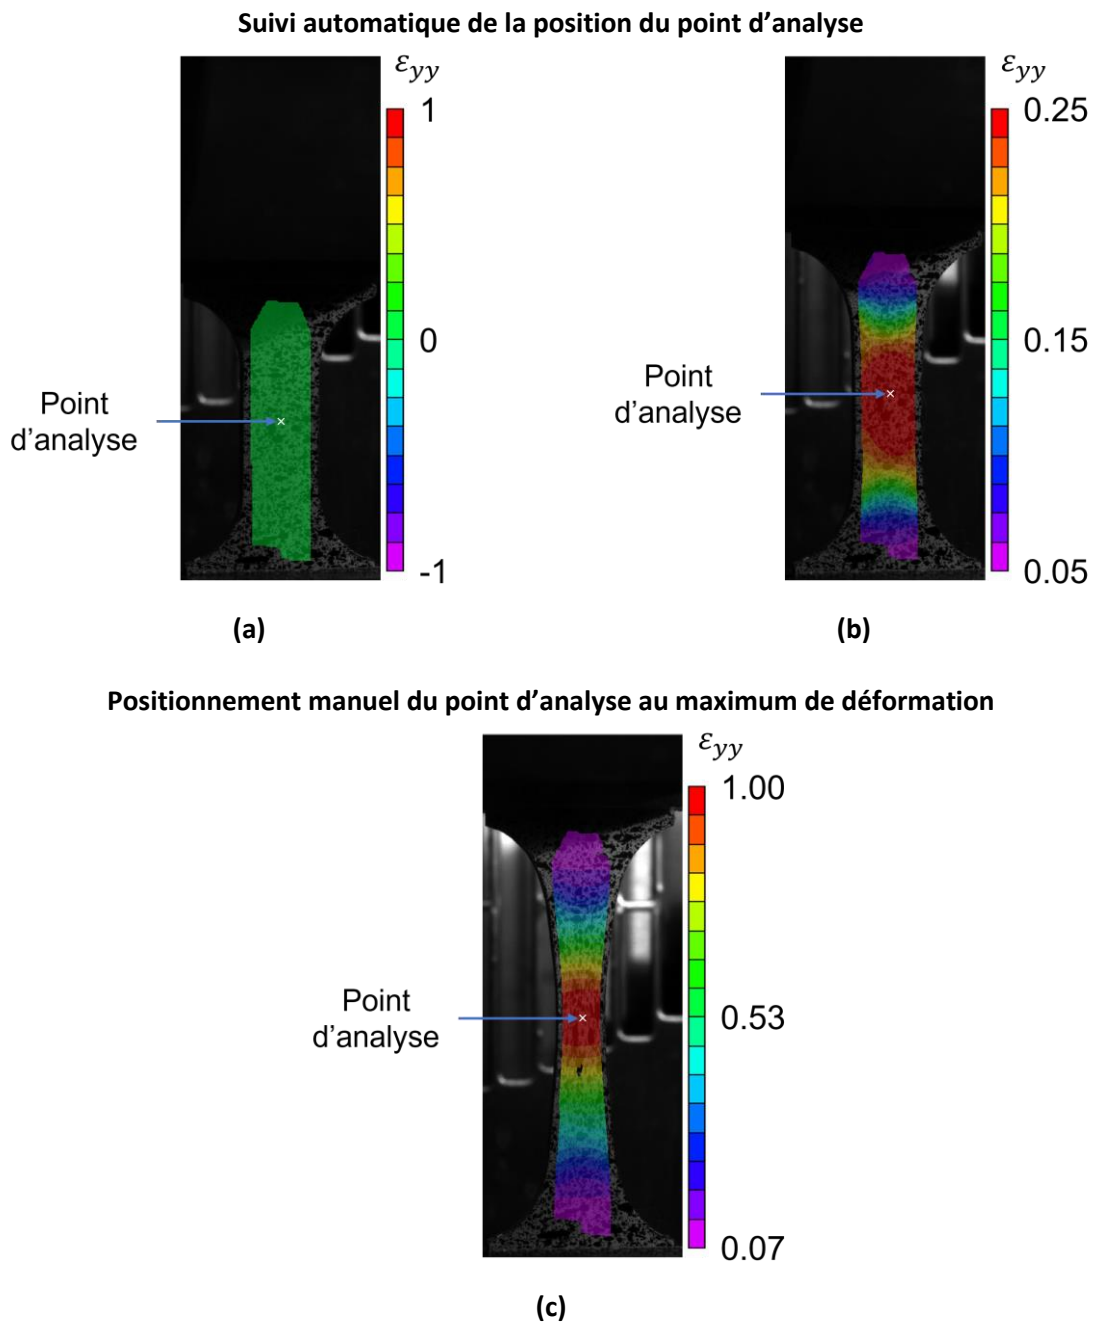 Suivi automatique de la position du point d’analyse
εyy
1
0
-1
Point
d’analyse
(a)
εyy
0.25
0.15
0.05
Point
d’analyse
(b)
Positionnement manuel du point d’analyse au maximum de déformation
εyy
1.00
0.53
0.07
Point
d’analyse
(c)